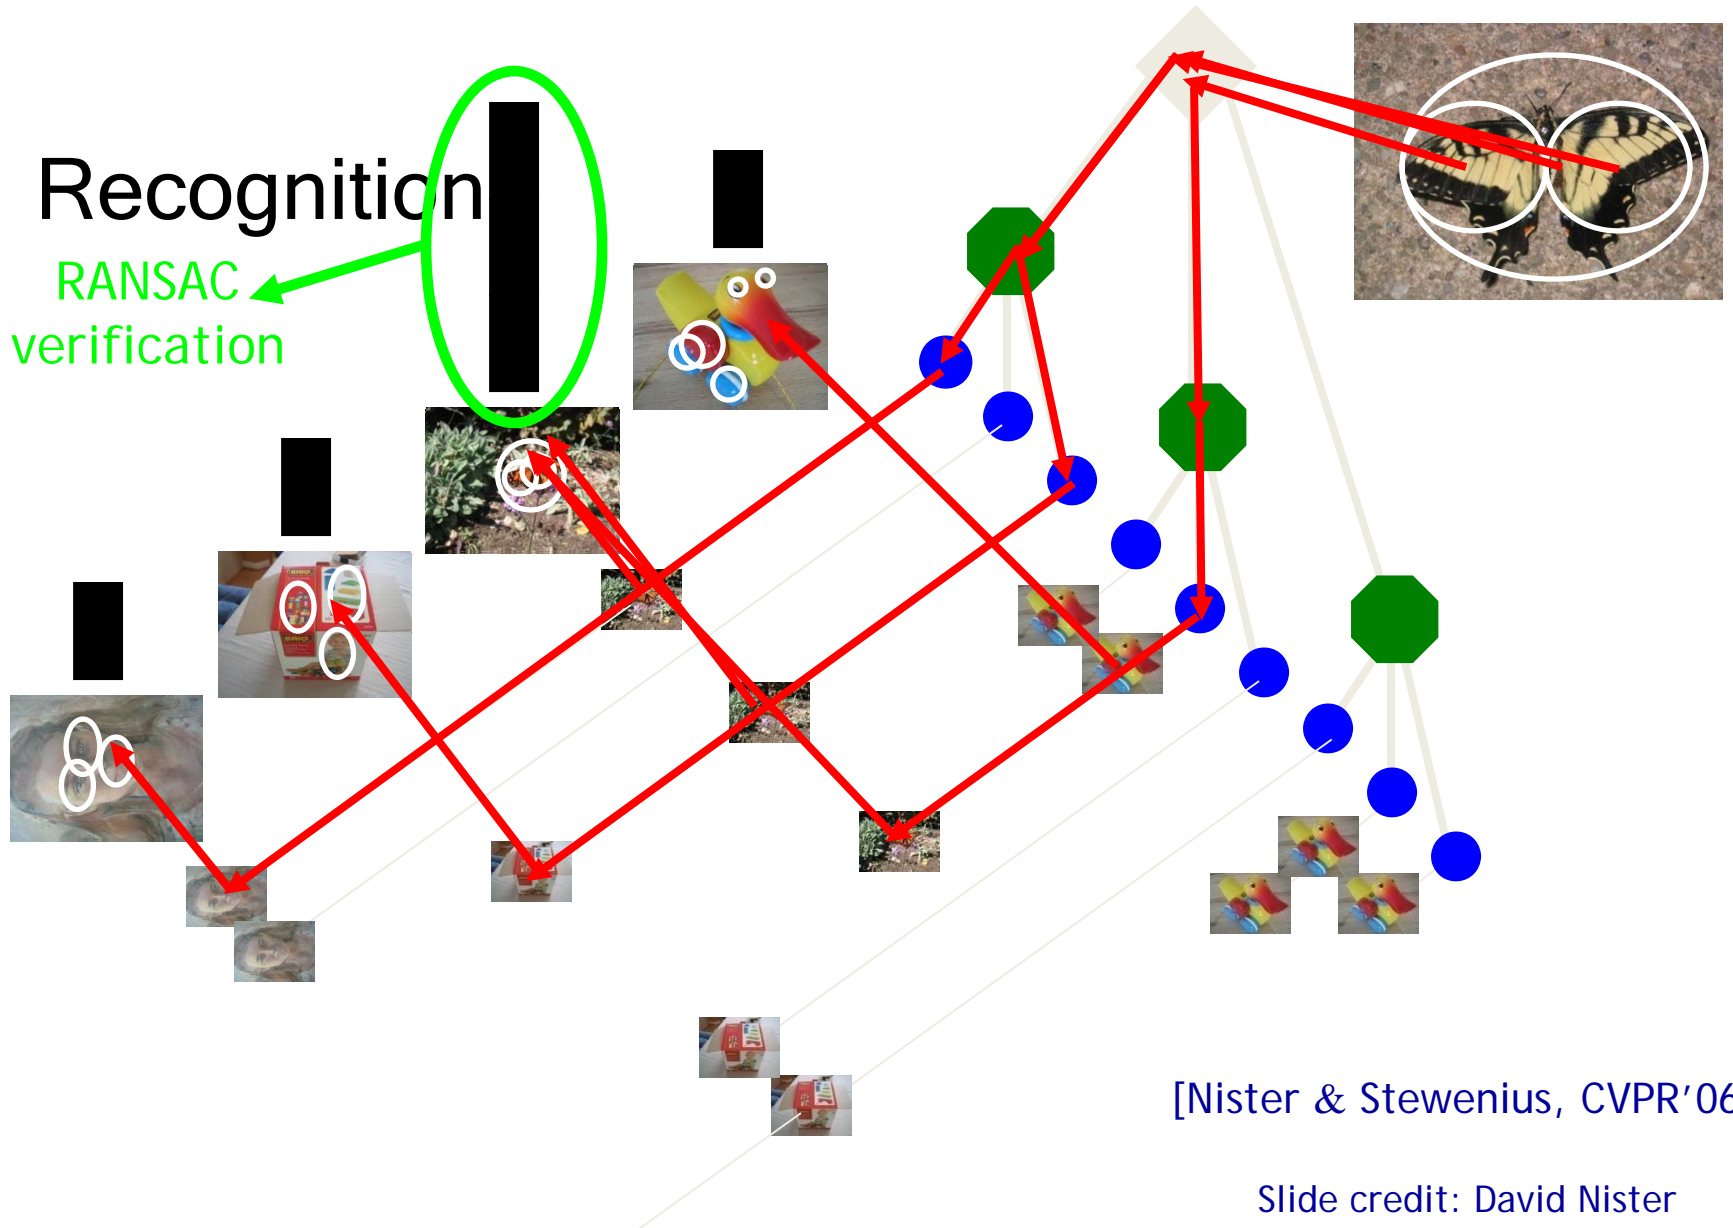 Recognition
RANSAC
verification
[Nister & Stewenius, CVPR’06
Slide credit: David Nister